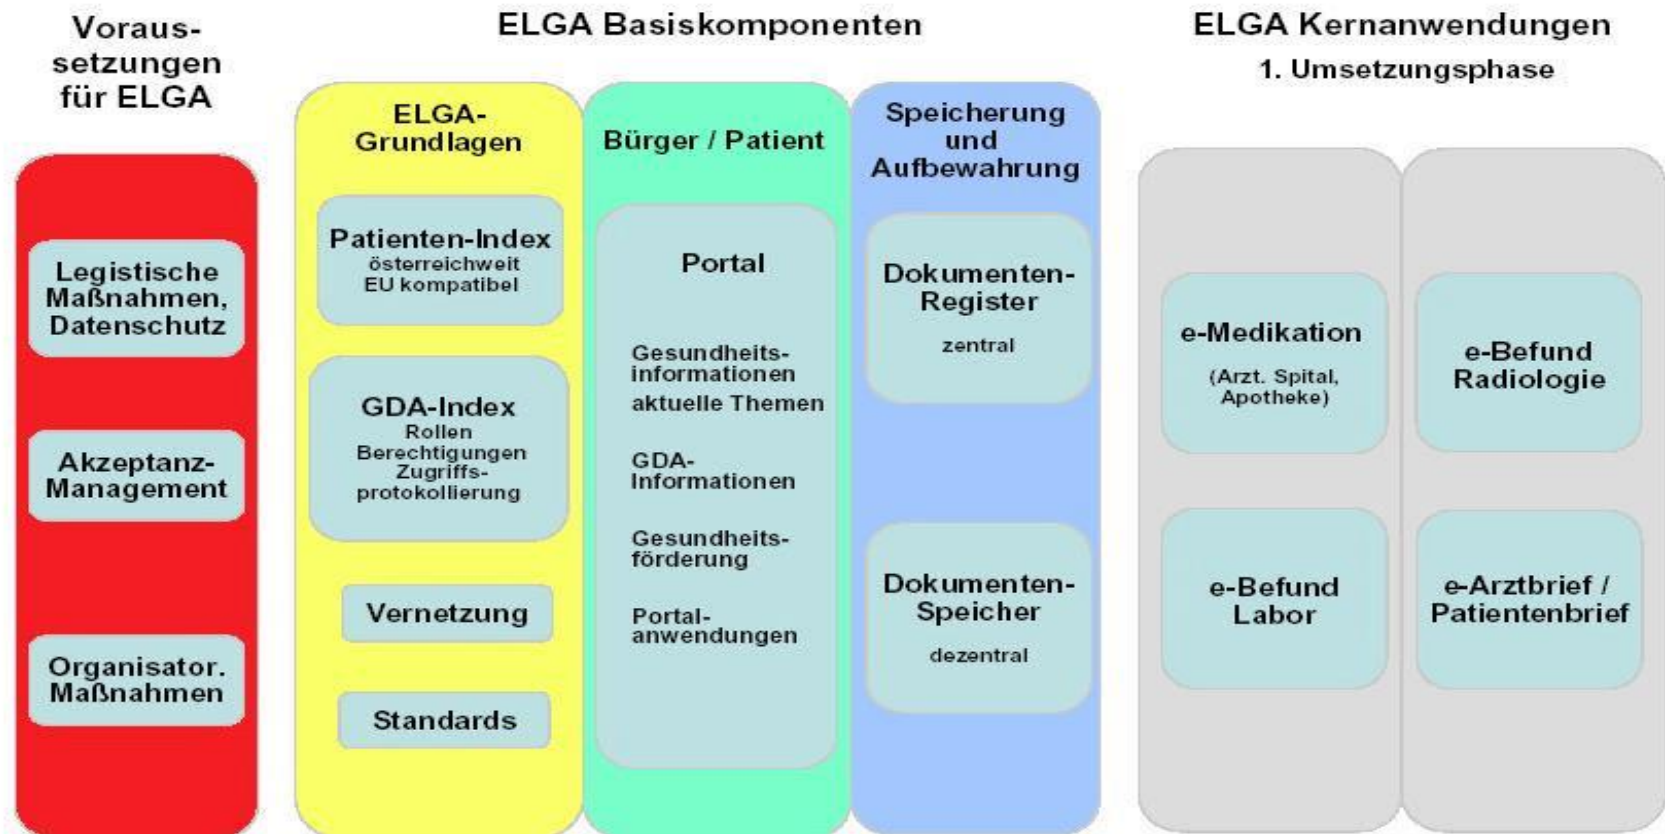 Voraus-
setzungen
für ELGA
Legistische
Maßnahmen,
Datenschutz
Akzeptanz-
Management
Organisator.
Maßnahmen
ELGA Basiskomponenten
ELGA-
Grundlagen
Patienten-Index
österreichweit
EU kompatibel
GDA-Index
Rollen
Berechtigungen
Zugriffs-
protokollierung
Vernetzung
Standards
Bürger / Patient
Portal
Gesundheits-
informationen
aktuelle Themen
GDA-
Informationen
Gesundheits-
förderung
Portal-
anwendungen
Speicherung
und
Aufbewahrung
Dokumenten-
Register
zentral
Dokumenten-
Speicher
dezentral
ELGA Kernanwendungen
1. Umsetzungsphase
e-Medikation
(Arzt. Spital,
Apotheke)
e-Befund
Labor
e-Befund
Radiologie
e-Arztbrief /
Patientenbrief